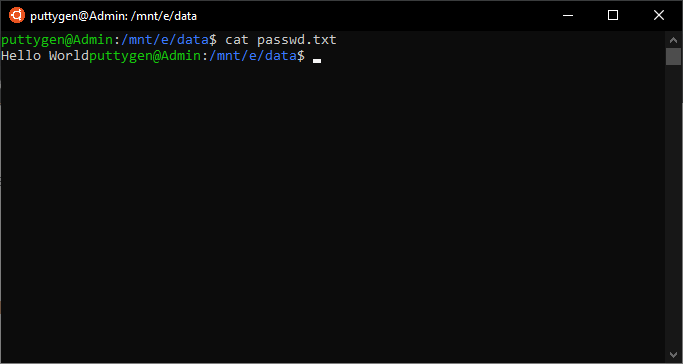 puttygen@Admin: /mnt/e/data
puttygen@Admin:/mnt/e/data$ cat passwd.txt
Hello Worldputtygen@Admin:/mnt/e/data$